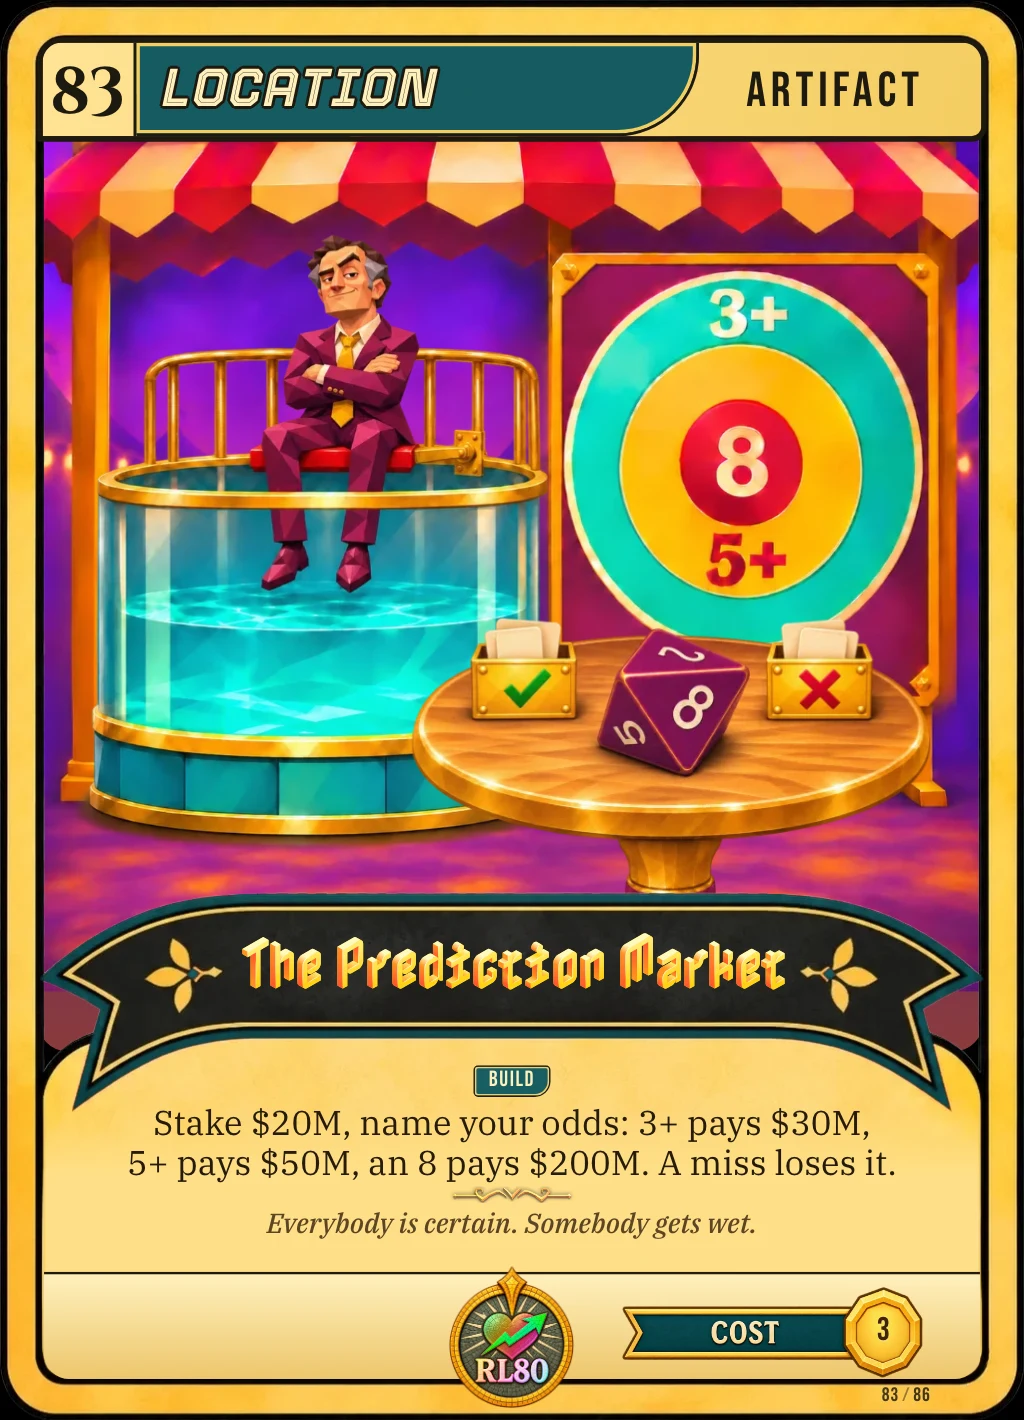 83
LOCATION
ARTIFACT
3+
8
5+
2
8
5
The Prediction Market
BUILD
Stake $20M, name your odds: 3+ pays $30M,
5+ pays $50M, an 8 pays $200M. A miss loses it.
Everybody is certain. Somebody gets wet.
RL80
COST
3
83 / 86